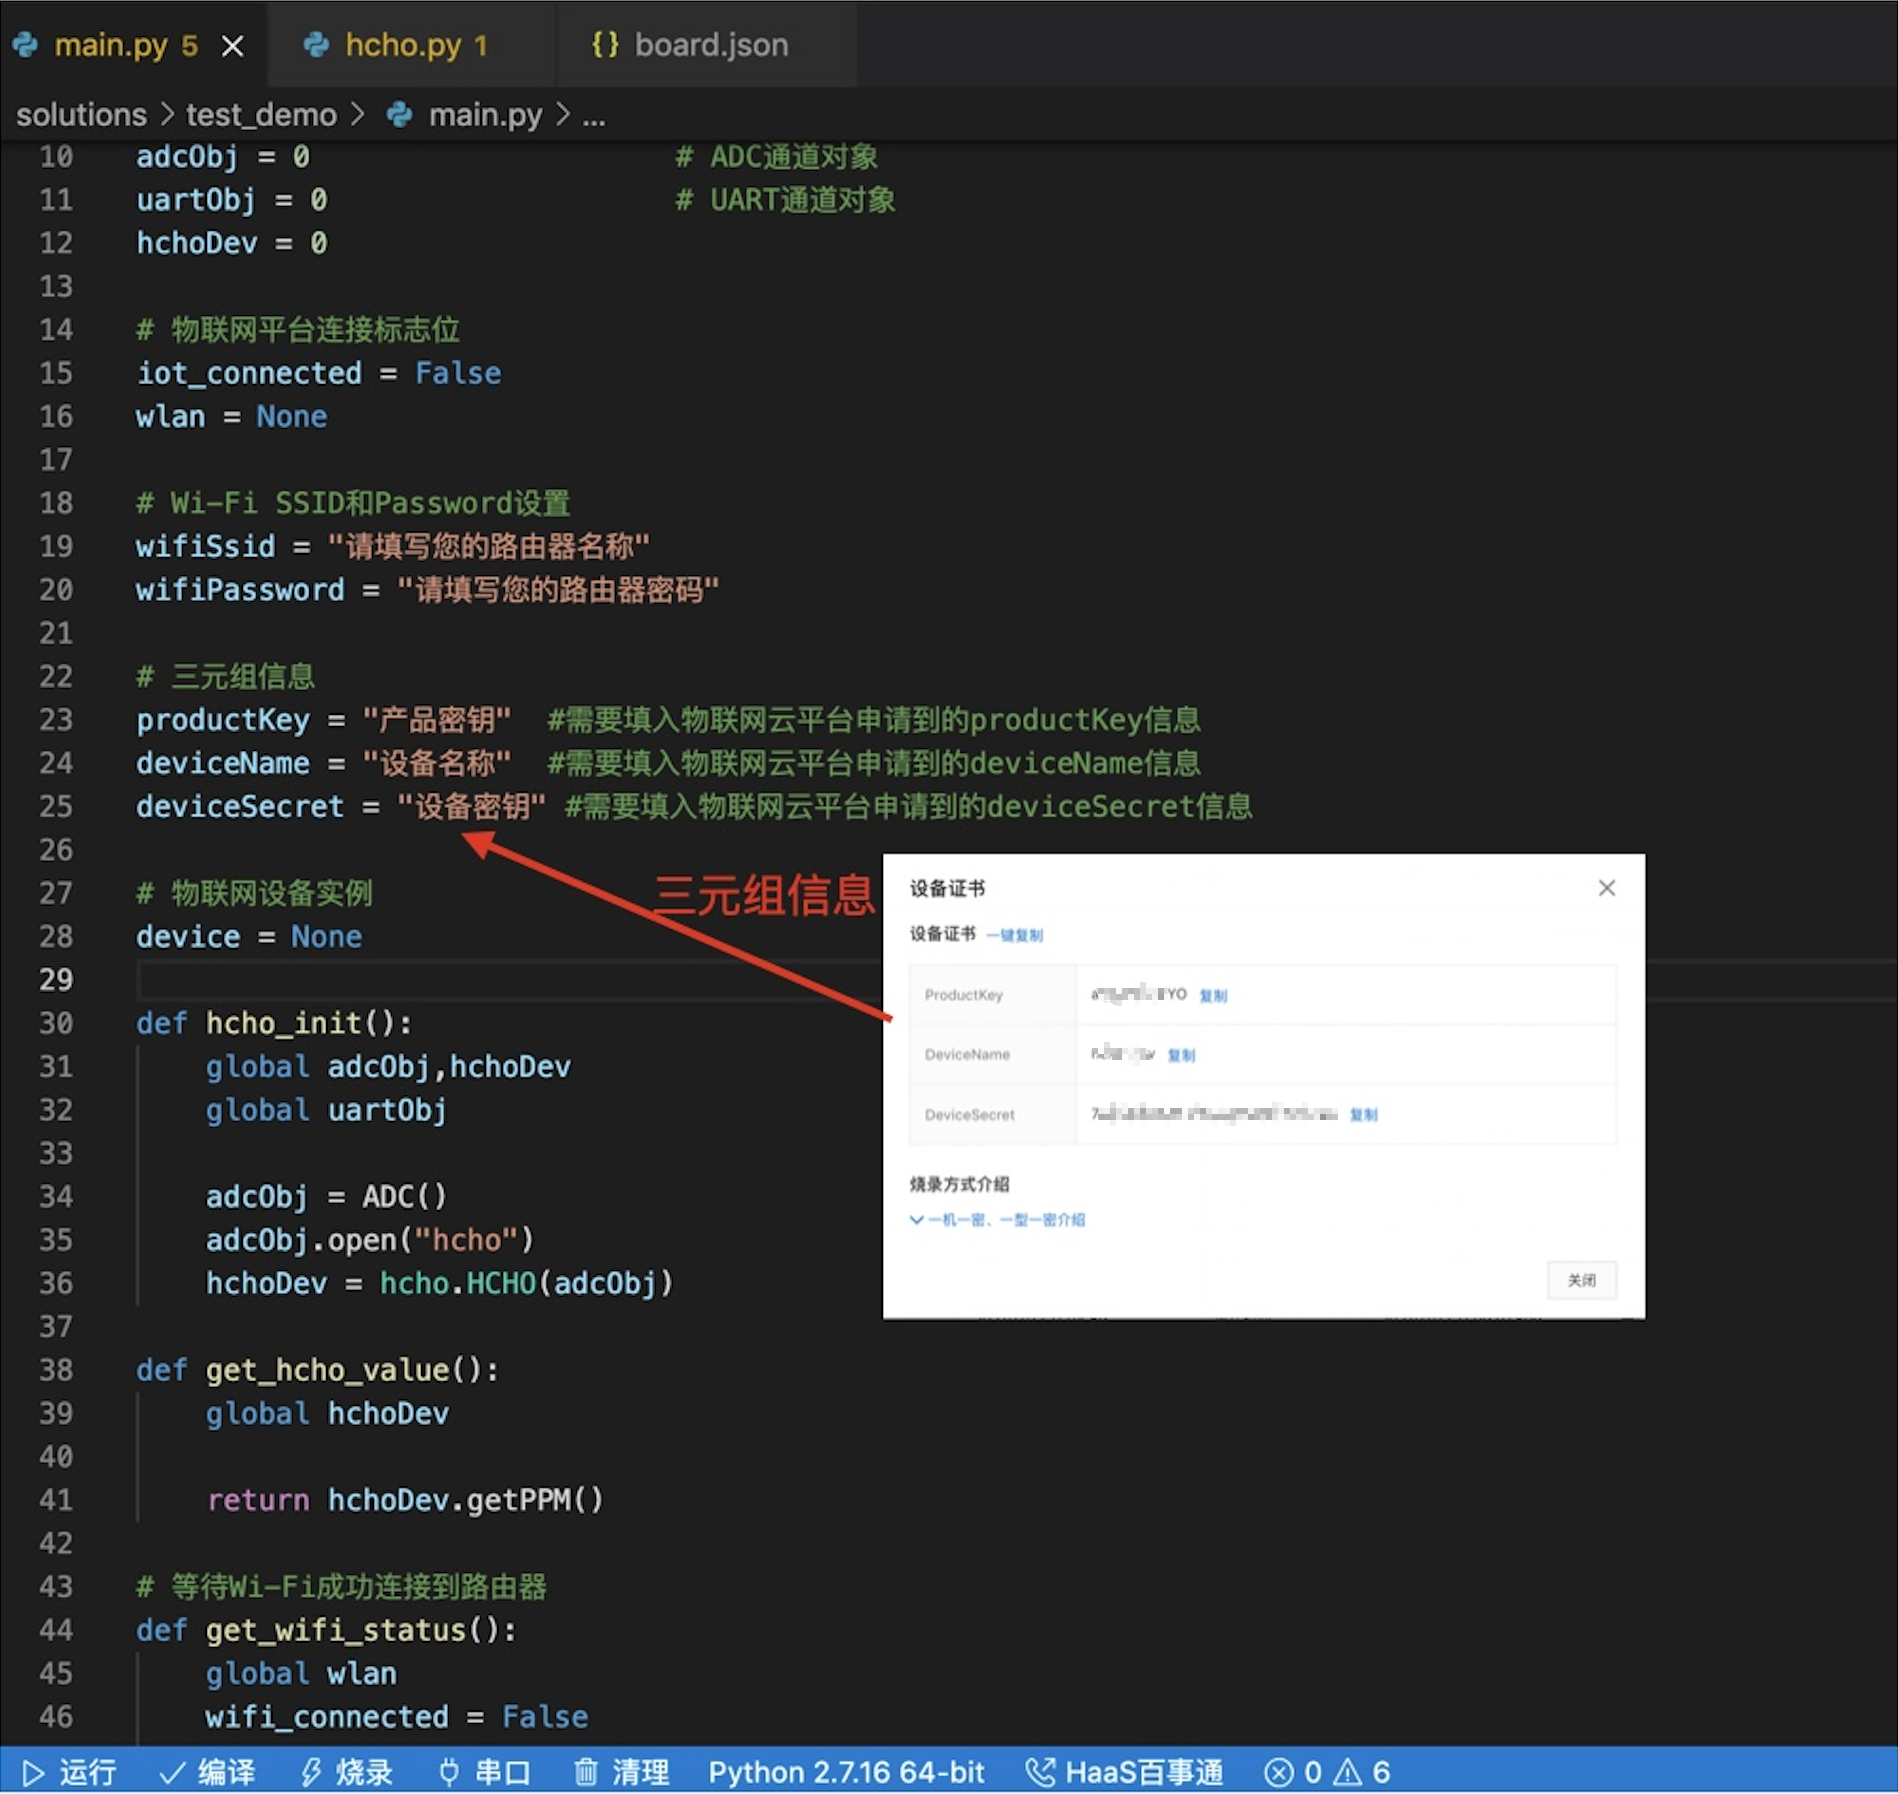 main.py 5
hcho.py 1
{} board.json
solutions > test_demo > main.py > ...
10 adcObj = 0 # ADC通道对象
11 uartObj = 0 # UART通道对象
12 hchoDev = 0
13
14 # 物联网平台连接标志位
15 iot_connected = False
16 wlan = None
17
18 # Wi-Fi SSID和Password设置
19 wifiSsid = "请填写您的路由器名称"
20 wifiPassword = "请填写您的路由器密码"
21
22 # 三元组信息
23 productKey = "产品密钥" #需要填入物联网云平台申请到的productKey信息
24 deviceName = "设备名称" #需要填入物联网云平台申请到的deviceName信息
25 deviceSecret = "设备密钥" #需要填入物联网云平台申请到的deviceSecret信息
26
27 # 物联网设备实例
28 device = None
29
30 def hcho_init():
31 global adcObj,hchoDev
32 global uartObj
33
34 adcObj = ADC()
35 adcObj.open("hcho")
36 hchoDev = hcho.HCHO(adcObj)
37
38 def get_hcho_value():
39 global hchoDev
40
41 return hchoDev.getPPM()
42
43 # 等待Wi-Fi成功连接到路由器
44 def get_wifi_status():
45 global wlan
46 wifi_connected = False
三元组信息
设备证书
设备证书 一键复制
ProductKey 复制
DeviceName 复制
DeviceSecret 复制
烧录方式介绍
一机一密、一型一密介绍
关闭
运行 编译 烧录 串口 清理 Python 2.7.16 64-bit HaaS百事通 0 6